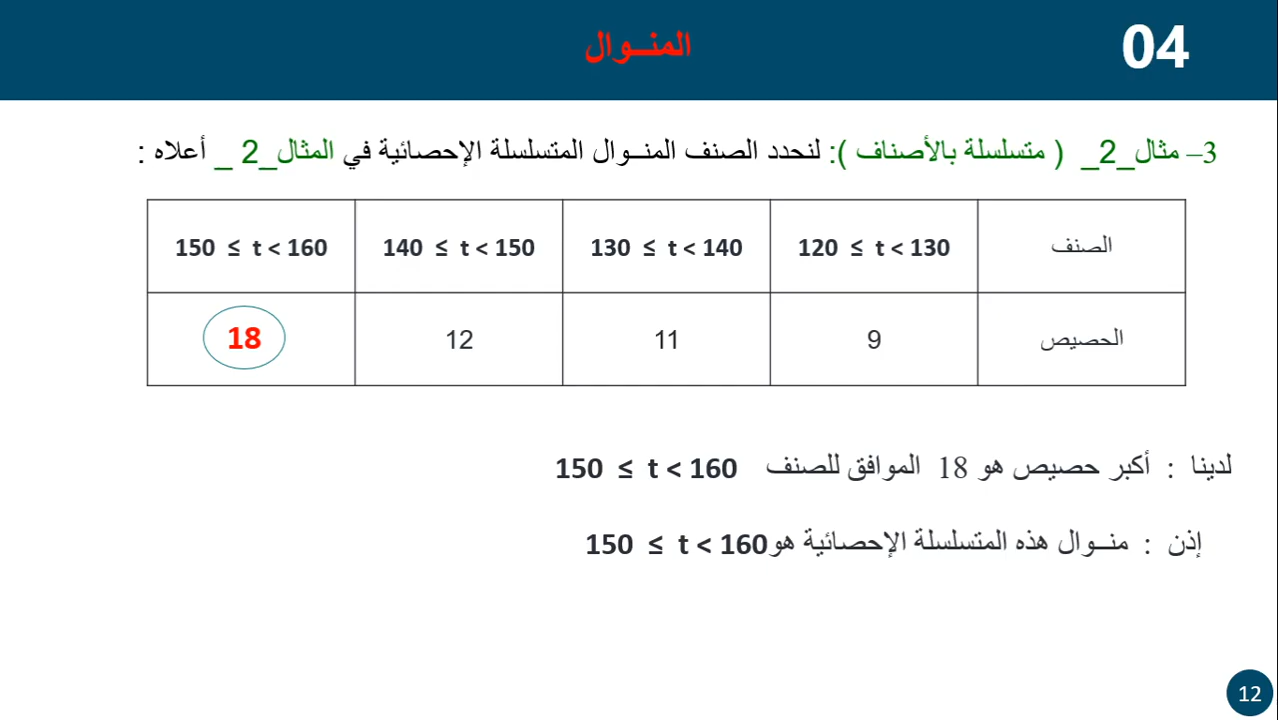 04
المنــوال
3– مثال_2_ ( متسلسلة بالأصناف ): لنحدد الصنف المنــوال المتسلسلة الإحصائية في المثال_2 _ أعلاه :
الصنف 120 ≤ t < 130 130 ≤ t < 140 140 ≤ t < 150 150 ≤ t < 160
الحصيص 9 11 12 18
لدينا : أكبر حصيص هو 18 الموافق للصنف 150 ≤ t < 160
إذن : منــوال هذه المتسلسلة الإحصائية هو 150 ≤ t < 160
12